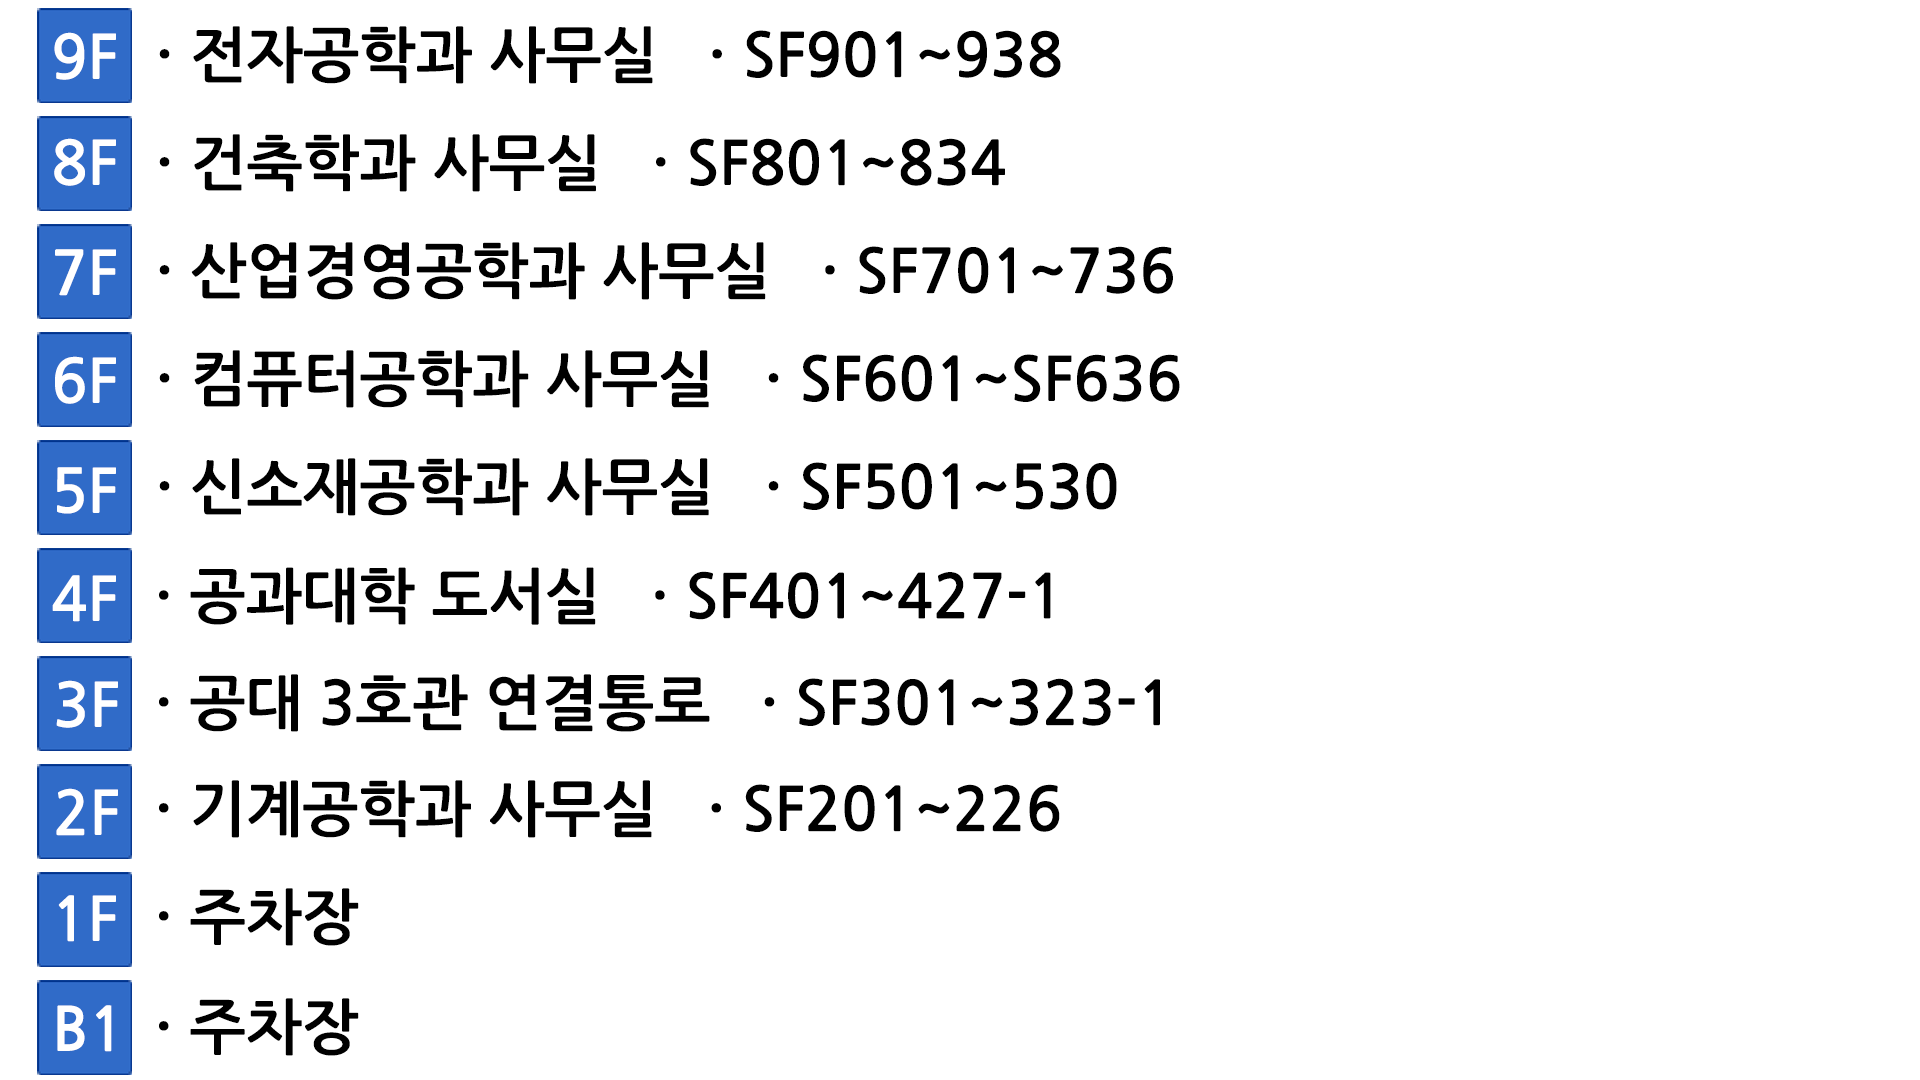 9F · 전자공학과 사무실 · SF901~938
8F · 건축학과 사무실 · SF801~834
7F · 산업경영공학과 사무실 · SF701~736
6F · 컴퓨터공학과 사무실 · SF601~SF636
5F · 신소재공학과 사무실 · SF501~530
4F · 공과대학 도서실 · SF401~427-1
3F · 공대 3호관 연결통로 · SF301~323-1
2F · 기계공학과 사무실 · SF201~226
1F · 주차장
B1 · 주차장